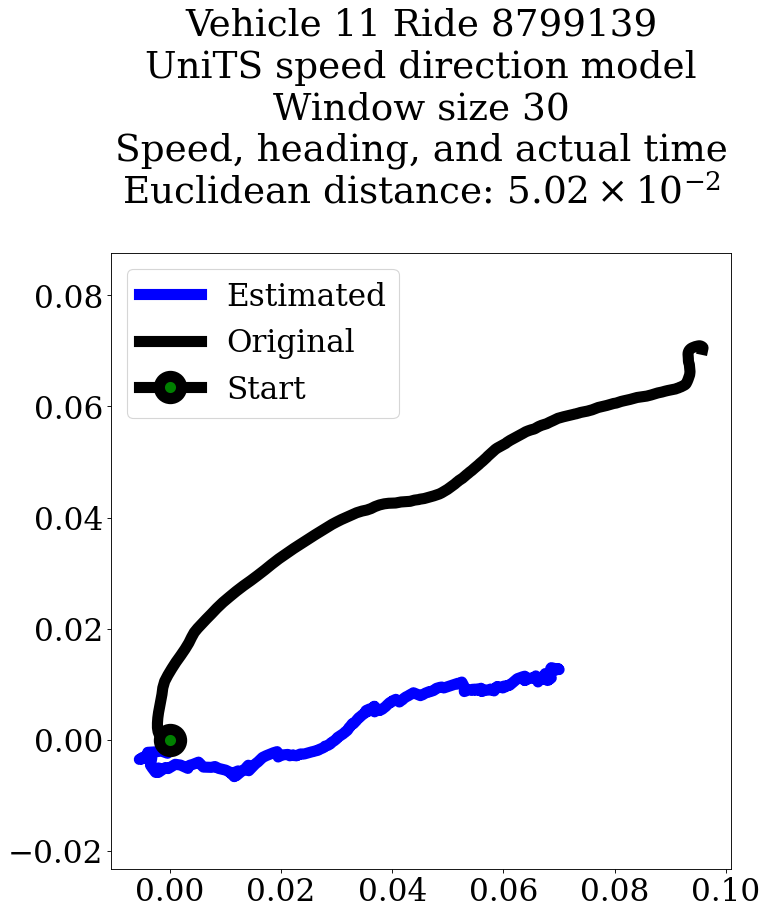 Vehicle 11 Ride 8799139
UniTS speed direction model
Window size 30
Speed, heading, and actual time
Euclidean distance: 5.02 × 10⁻²
0.08
0.06
0.04
0.02
0.00
−0.02
Estimated
Original
Start
0.00 0.02 0.04 0.06 0.08 0.10